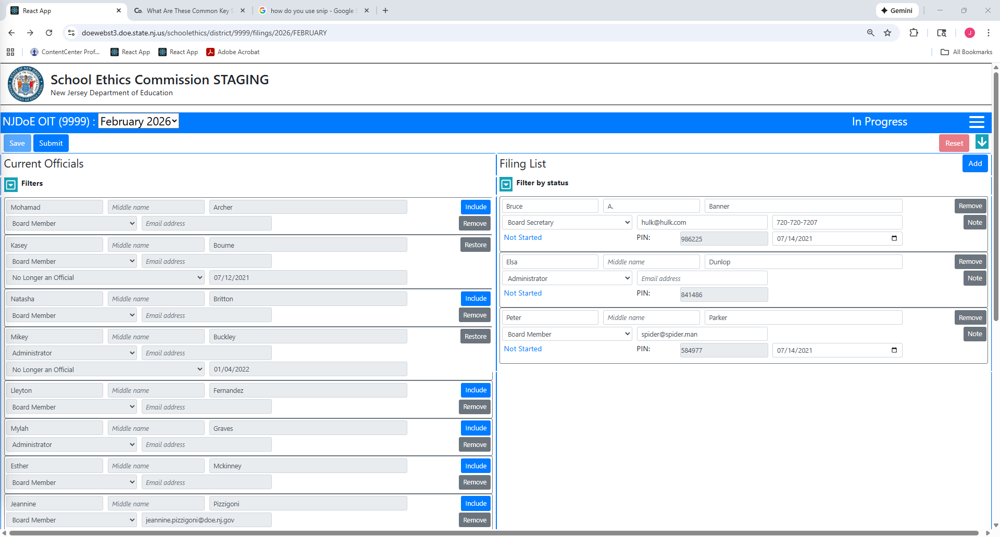 React App
Co. What Are These Common Key S
how do you use snip - Google S
Gemini
doewebst3.doe.state.nj.us/schoolethics/district/9999/filings/2026/FEBRUARY
J
ContentCenter Prof...
React App
React App
Adobe Acrobat
All Bookmarks
School Ethics Commission STAGING
New Jersey Department of Education
NJDoE OIT (9999) : February 2026
In Progress
Save
Submit
Reset
Current Officials
Filters
Mohamad
Middle name
Archer
Include
Board Member
Email address
Remove
Kasey
Middle name
Bourne
Restore
Board Member
Email address
No Longer an Official
07/12/2021
Natasha
Middle name
Britton
Include
Board Member
Email address
Remove
Mikey
Middle name
Buckley
Restore
Administrator
Email address
No Longer an Official
01/04/2022
Lleyton
Middle name
Fernandez
Include
Board Member
Email address
Remove
Mylah
Middle name
Graves
Include
Administrator
Email address
Remove
Esther
Middle name
Mckinney
Include
Board Member
Email address
Remove
Jeannine
Middle name
Pizzigoni
Include
Board Member
jeannine.pizzigoni@doe.nj.gov
Remove
Filing List
Add
Filter by status
Bruce
A.
Banner
Remove
Board Secretary
hulk@hulk.com
720-720-7207
Note
Not Started
PIN:
986225
07/14/2021
Elsa
Middle name
Dunlop
Remove
Administrator
Email address
Note
Not Started
PIN:
841486
Peter
Middle name
Parker
Remove
Board Member
spider@spider.man
Note
Not Started
PIN:
584977
07/14/2021